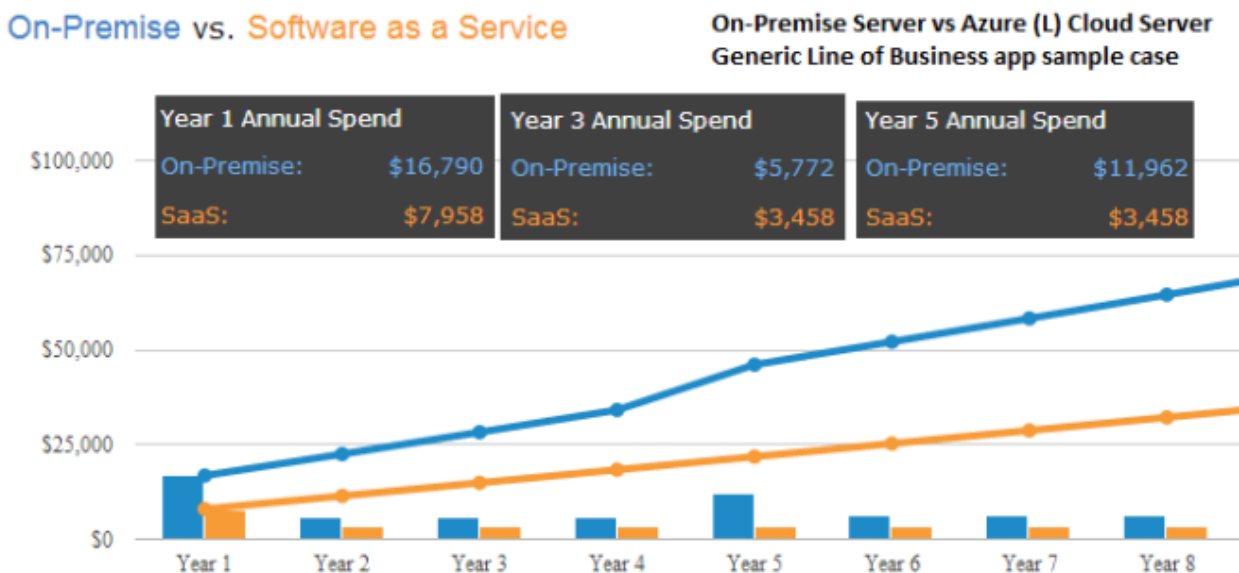 On-Premise vs. Software as a Service
On-Premise Server vs Azure (L) Cloud Server
Generic Line of Business app sample case
Year 1 Annual Spend
On-Premise: $16,790
SaaS: $7,958
Year 3 Annual Spend
On-Premise: $5,772
SaaS: $3,458
Year 5 Annual Spend
On-Premise: $11,962
SaaS: $3,458
$100,000
$75,000
$50,000
$25,000
$0
Year 1 Year 2 Year 3 Year 4 Year 5 Year 6 Year 7 Year 8